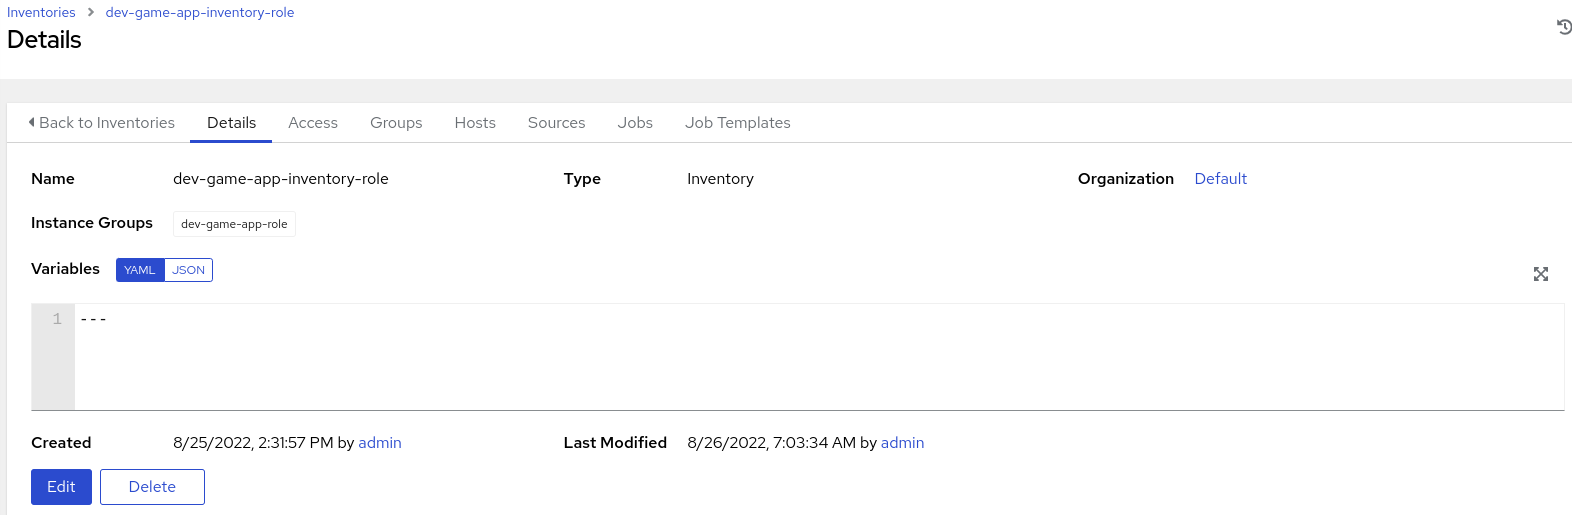 Inventories > dev-game-app-inventory-role
Details
Back to Inventories Details Access Groups Hosts Sources Jobs Job Templates
Name dev-game-app-inventory-role Type Inventory Organization Default
Instance Groups dev-game-app-role
Variables YAML JSON
1 ---
Created 8/25/2022, 2:31:57 PM by admin Last Modified 8/26/2022, 7:03:34 AM by admin
Edit Delete